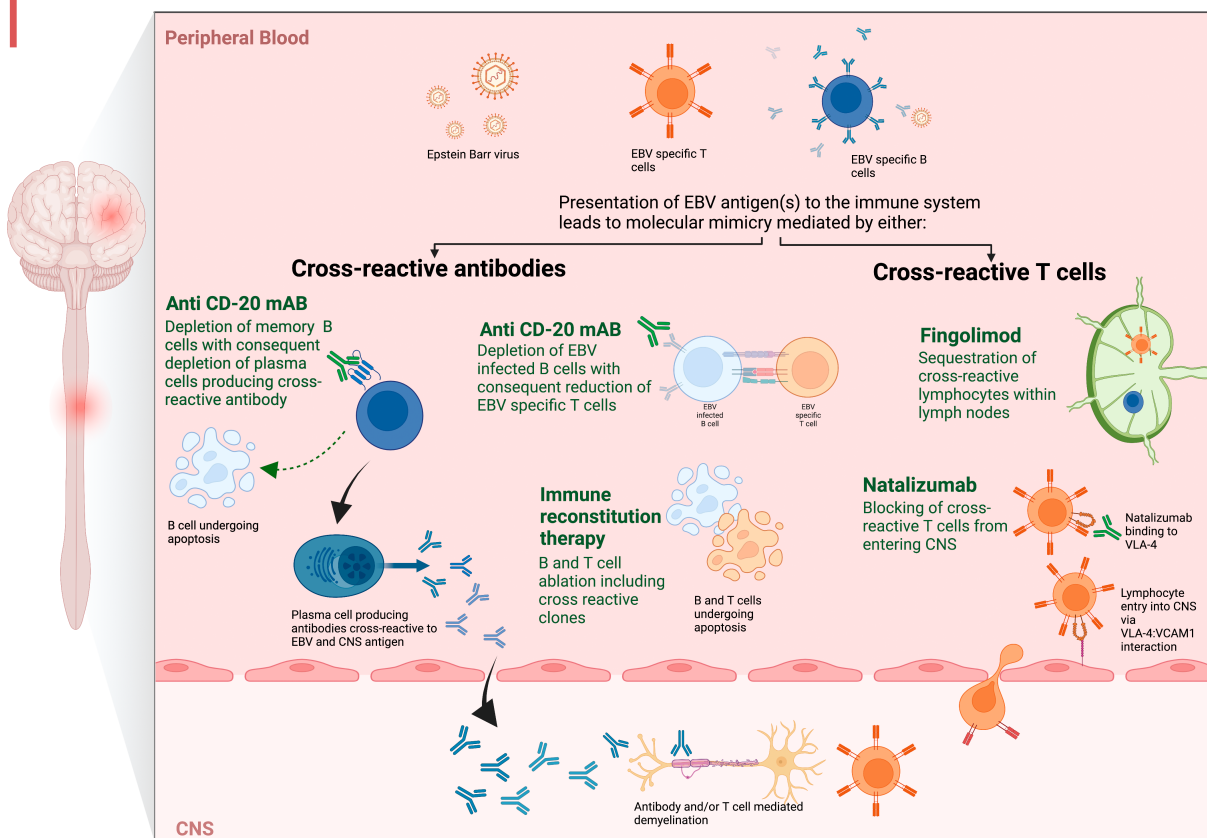 Peripheral Blood
Epstein Barr virus
EBV specific T
cells
EBV specific B
cells
Presentation of EBV antigen(s) to the immune system
leads to molecular mimicry mediated by either:
Cross-reactive antibodies
Cross-reactive T cells
Anti CD-20 mAB
Depletion of memory B
cells with consequent
depletion of plasma
cells producing cross-
reactive antibody
Anti CD-20 mAB
Depletion of EBV
infected B cells with
consequent reduction of
EBV specific T cells
EBV
infected
B cell
EBV
specific
T cell
Fingolimod
Sequestration of
cross-reactive
lymphocytes within
lymph nodes
B cell undergoing
apoptosis
Immune
reconstitution
therapy
B and T cell
ablation including
cross reactive
clones
B and T cells
undergoing
apoptosis
Natalizumab
Blocking of cross-
reactive T cells from
entering CNS
Natalizumab
binding to
VLA-4
Lymphocyte
entry into CNS
via
VLA-4:VCAM1
interaction
Plasma cell producing
antibodies cross-reactive to
EBV and CNS antigen
Antibody and/or T cell mediated
demyelination
CNS